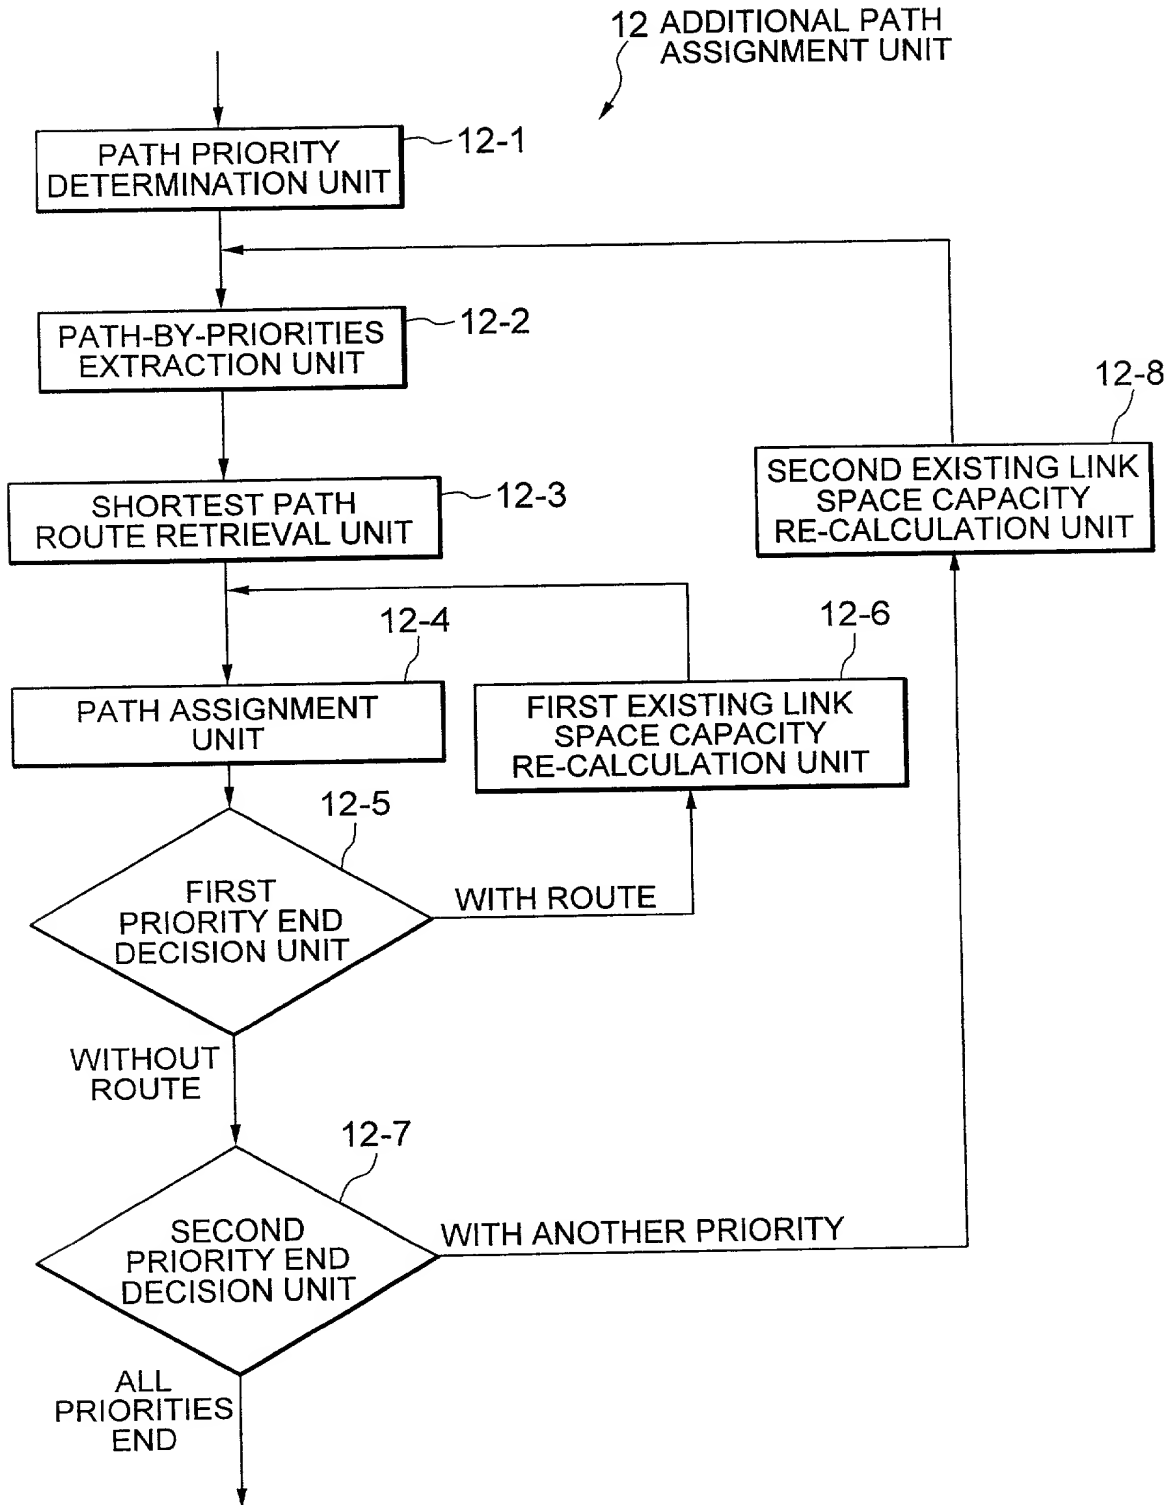 12 ADDITIONAL PATH
ASSIGNMENT UNIT
12-1
PATH PRIORITY
DETERMINATION UNIT
12-2
PATH-BY-PRIORITIES
EXTRACTION UNIT
12-8
SECOND EXISTING LINK
SPACE CAPACITY
RE-CALCULATION UNIT
12-3
SHORTEST PATH
ROUTE RETRIEVAL UNIT
12-4
PATH ASSIGNMENT
UNIT
12-6
FIRST EXISTING LINK
SPACE CAPACITY
RE-CALCULATION UNIT
12-5
FIRST
PRIORITY END
DECISION UNIT
WITH ROUTE
WITHOUT
ROUTE
12-7
SECOND
PRIORITY END
DECISION UNIT
WITH ANOTHER PRIORITY
ALL
PRIORITIES
END